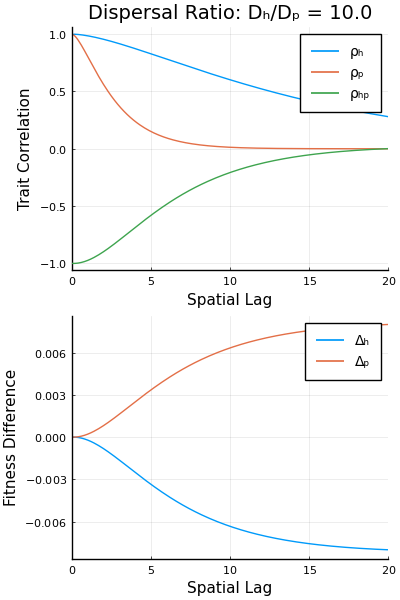 Dispersal Ratio: Dₕ/Dₚ = 10.0
1.0
0.5
0.0
−0.5
−1.0
Trait Correlation
ρₕ
ρₚ
ρₕₚ
0 5 10 15 20
Spatial Lag
0.006
0.003
0.000
−0.003
−0.006
Fitness Difference
Δₕ
Δₚ
0 5 10 15 20
Spatial Lag